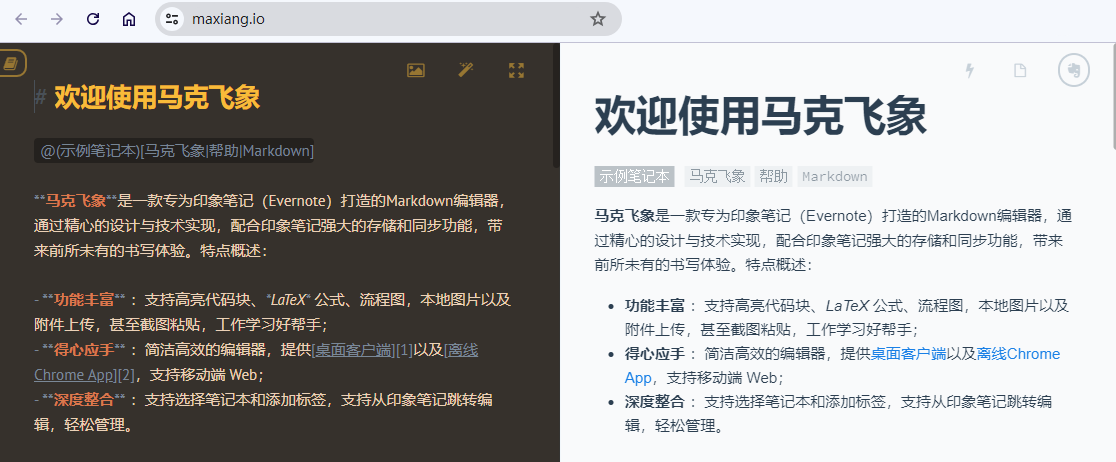 maxiang.io
# 欢迎使用马克飞象
@(示例笔记本)[马克飞象|帮助|Markdown]
**马克飞象**是一款专为印象笔记（Evernote）打造的Markdown编辑器，
通过精心的设计与技术实现，配合印象笔记强大的存储和同步功能，带
来前所未有的书写体验。特点概述：
- **功能丰富** ：支持高亮代码块、*LaTeX* 公式、流程图，本地图片以及
附件上传，甚至截图粘贴，工作学习好帮手；
- **得心应手** ：简洁高效的编辑器，提供[桌面客户端][1]以及[离线
Chrome App][2]，支持移动端 Web；
- **深度整合** ：支持选择笔记本和添加标签，支持从印象笔记跳转编
辑，轻松管理。
欢迎使用马克飞象
示例笔记本 马克飞象 帮助 Markdown
马克飞象是一款专为印象笔记（Evernote）打造的Markdown编辑器，通
过精心的设计与技术实现，配合印象笔记强大的存储和同步功能，带来
前所未有的书写体验。特点概述：
• 功能丰富 ：支持高亮代码块、LaTeX 公式、流程图，本地图片以及
附件上传，甚至截图粘贴，工作学习好帮手；
• 得心应手 ：简洁高效的编辑器，提供桌面客户端以及离线Chrome
App，支持移动端 Web；
• 深度整合 ：支持选择笔记本和添加标签，支持从印象笔记跳转编
辑，轻松管理。